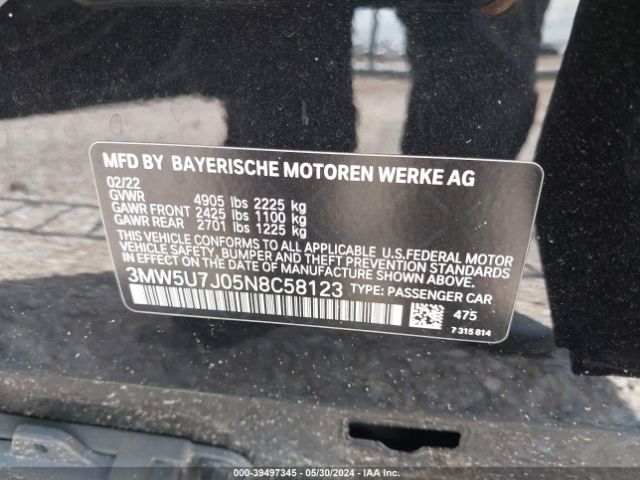 MFD BY BAYERISCHE MOTOREN WERKE AG
02/22
GVWR 4905 lbs 2225 kg
GAWR FRONT 2425 lbs 1100 kg
GAWR REAR 2701 lbs 1225 kg
THIS VEHICLE CONFORMS TO ALL APPLICABLE U.S.FEDERAL MOTOR
VEHICLE SAFETY, BUMPER AND THEFT PREVENTION STANDARDS
IN EFFECT ON THE DATE OF MANUFACTURE SHOWN ABOVE.
3MW5U7J05N8C58123 TYPE: PASSENGER CAR
475
7 315 814
000-39497345 - 05/30/2024 - IAA Inc.